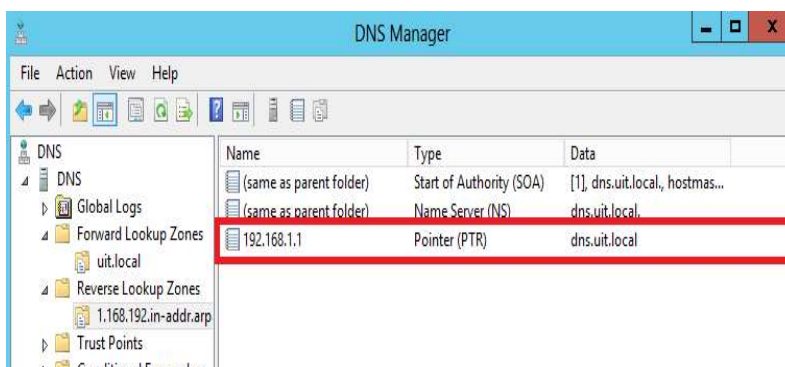 DNS Manager
X
File Action View Help
DNS
DNS
Global Logs
Forward Lookup Zones
uit.local
Reverse Lookup Zones
1.168.192.in-addr.arp
Trust Points
Name Type Data
(same as parent folder) Start of Authority (SOA) [1], dns.uit.local., hostmas...
(same as parent folder) Name Server (NS) dns.uit.local.
192.168.1.1 Pointer (PTR) dns.uit.local